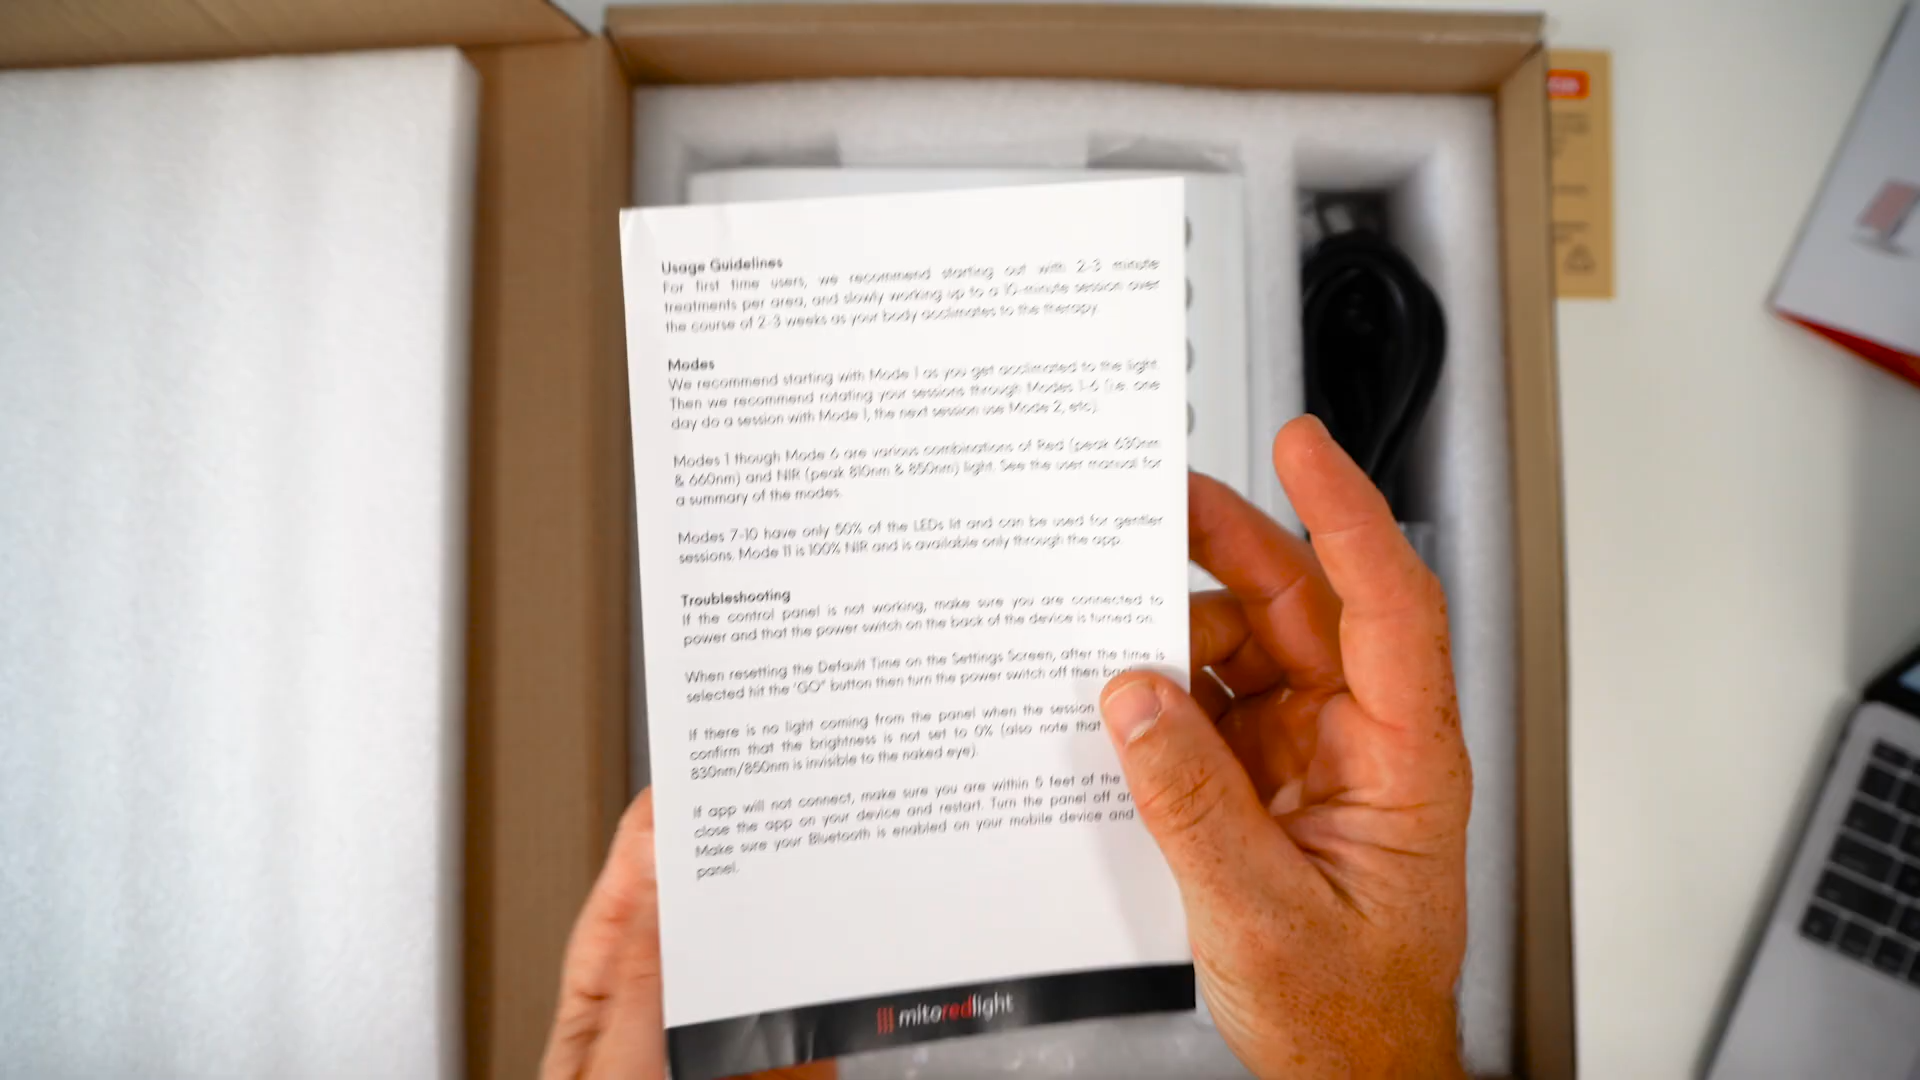 Usage Guidelines
For first time users, we recommend starting out with 2-3 minute
treatments per area, and slowly working up to a 10-minute session over
the course of 2-3 weeks as your body acclimates to the therapy.
Modes
We recommend starting with Mode 1 as you get acclimated to the light.
Then we recommend rotating your sessions through Modes 1-6 (i.e. one
day do a session with Mode 1, the next session use Mode 2, etc).
Modes 1 though Mode 6 are various combinations of Red (peak 630nm
& 660nm) and NIR (peak 810nm & 850nm) light. See the user manual for
a summary of the modes.
Modes 7-10 have only 50% of the LEDs lit and can be used for gentler
sessions. Mode 11 is 100% NIR and is available only through the app.
Troubleshooting
If the control panel is not working, make sure you are connected to
power and that the power switch on the back of the device is turned on.
When resetting the Default Time on the Settings Screen, after the time is
selected hit the "GO" button then turn the power switch off then
If there is no light coming from the panel when the session
confirm that the brightness is not set to 0% (also note that
830nm/850nm is invisible to the naked eye).
If app will not connect, make sure you are within 5 feet of the
close the app on your device and restart. Turn the panel off
Make sure your Bluetooth is enabled on your mobile device and
panel.
mitoredlight